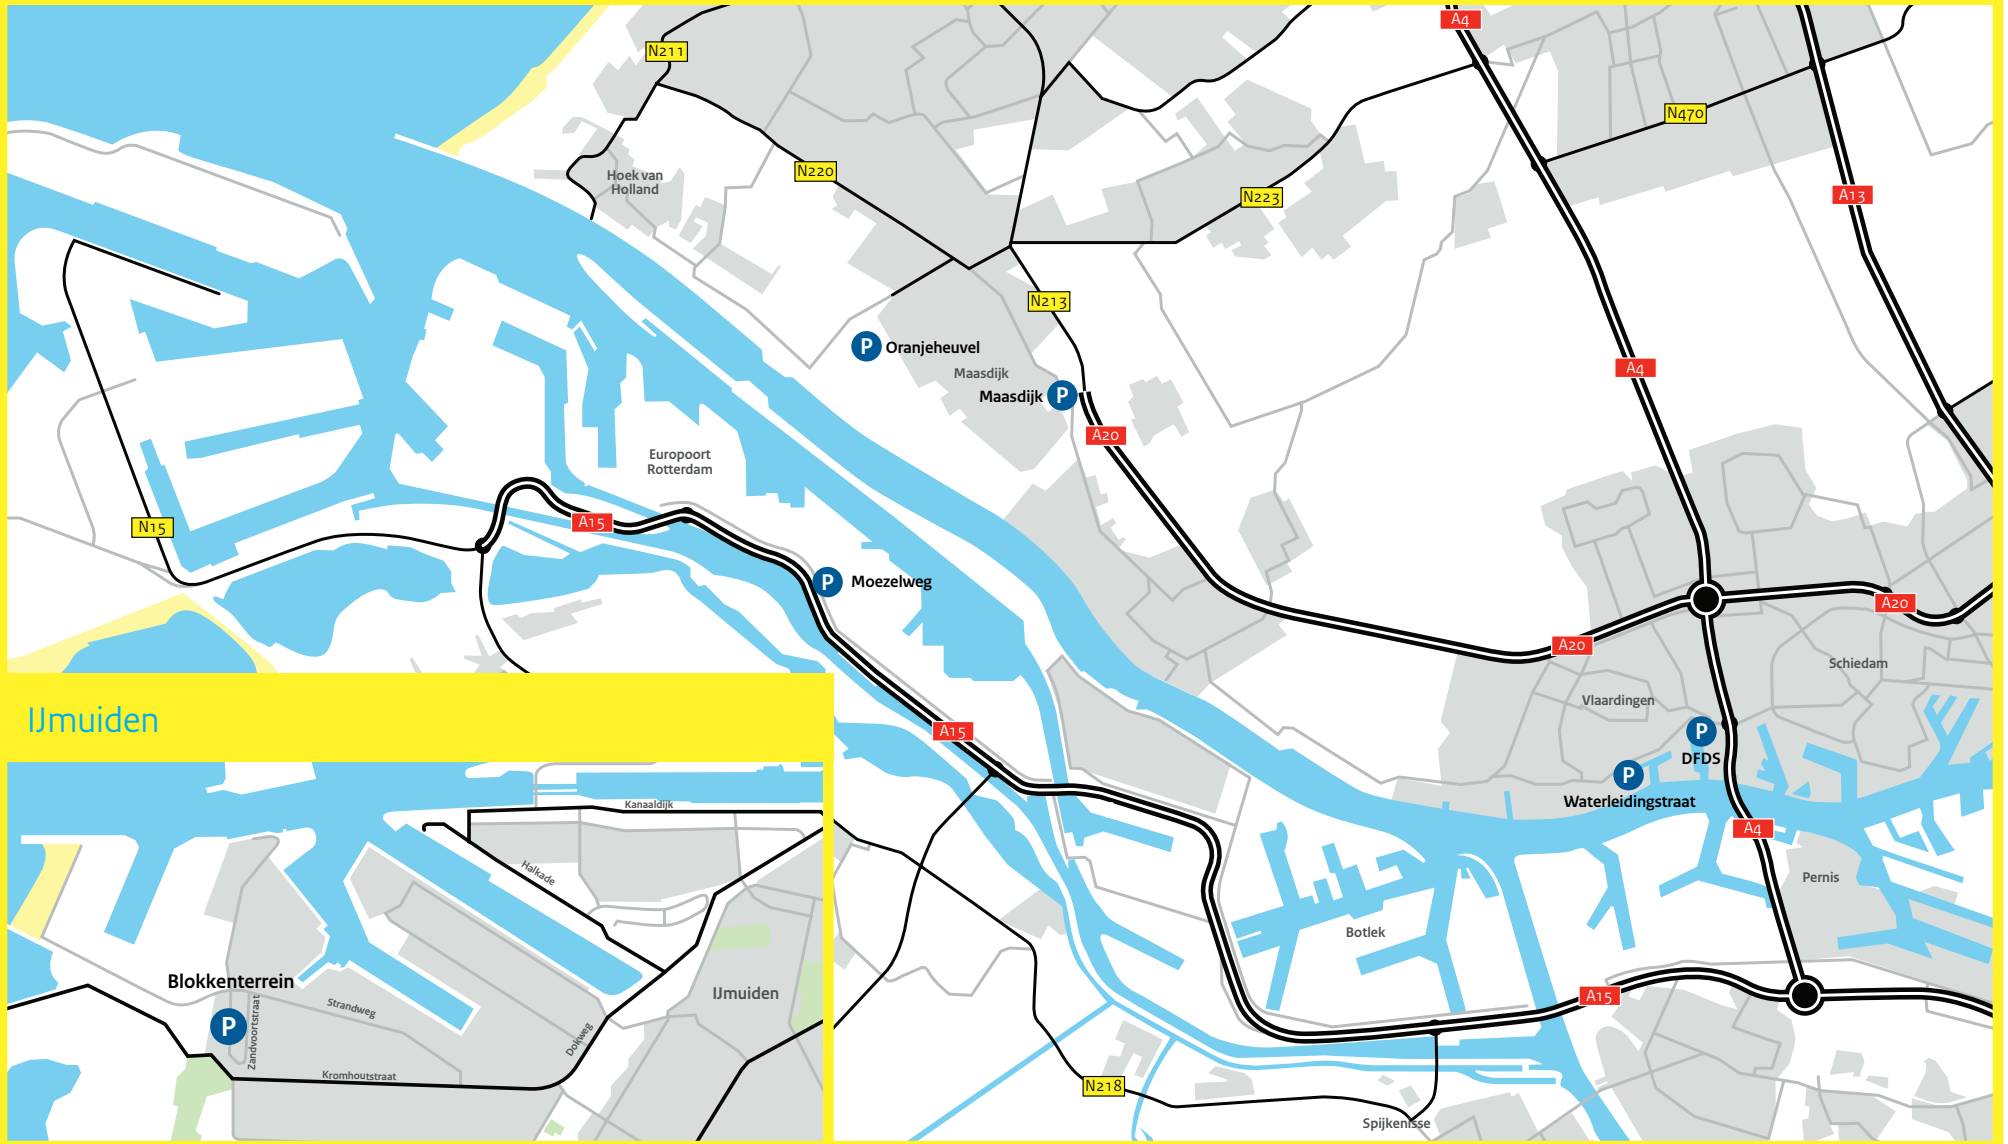 A4
N211
N470
Hoek van
Holland
N220
N223
A13
N213
P Oranjeheuvel
Maasdijk
Maasdijk P
A4
A20
Europoort
Rotterdam
N15
A15
P Moezelweg
A20
A20
Schiedam
Vlaardingen
IJmuiden
A15
P
DFDS
P
Waterleidingstraat
A4
Kanaaldijk
Halkade
Pernis
Botlek
Blokkenterrein
P
Zandvoortstraat
Strandweg
IJmuiden
Dokweg
Kromhoutstraat
A15
N218
Spijkenisse